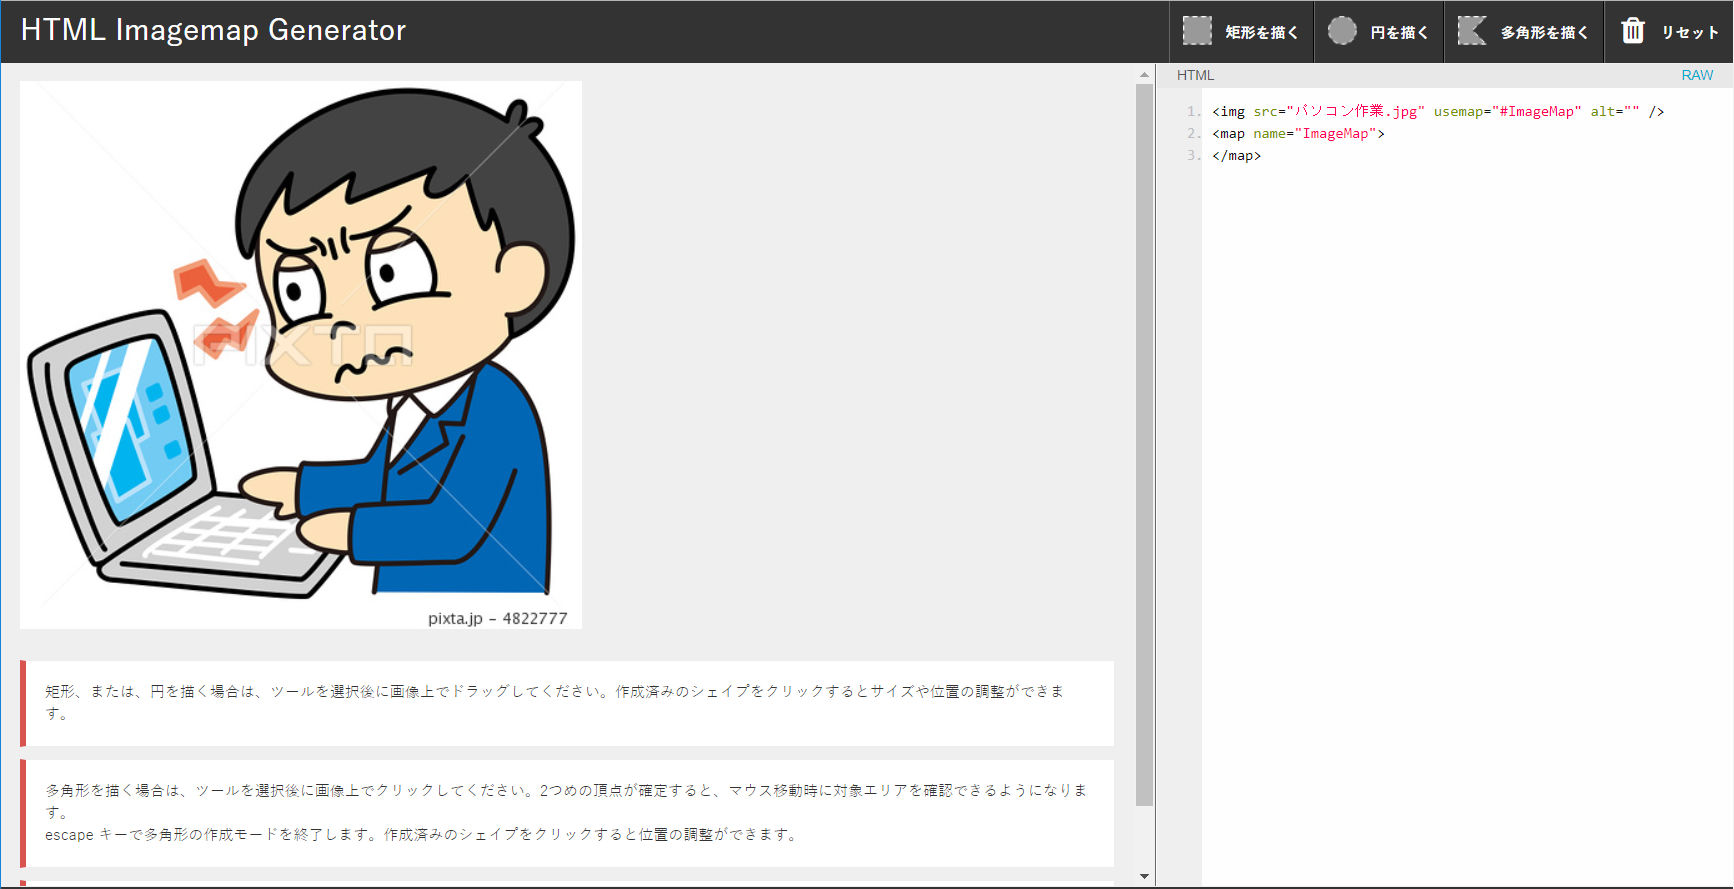 HTML Imagemap Generator
矩形を描く
円を描く
多角形を描く
リセット
HTML
RAW
1. <img src="パソコン作業.jpg" usemap="#ImageMap" alt="" />
2. <map name="ImageMap">
3. </map>
PIXTA
pixta.jp - 4822777
矩形、または、円を描く場合は、ツールを選択後に画像上でドラッグしてください。作成済みのシェイプをクリックするとサイズや位置の調整ができま
す。
多角形を描く場合は、ツールを選択後に画像上でクリックしてください。2つめの頂点が確定すると、マウス移動時に対象エリアを確認できるようになりま
す。
escape キーで多角形の作成モードを終了します。作成済みのシェイプをクリックすると位置の調整ができます。